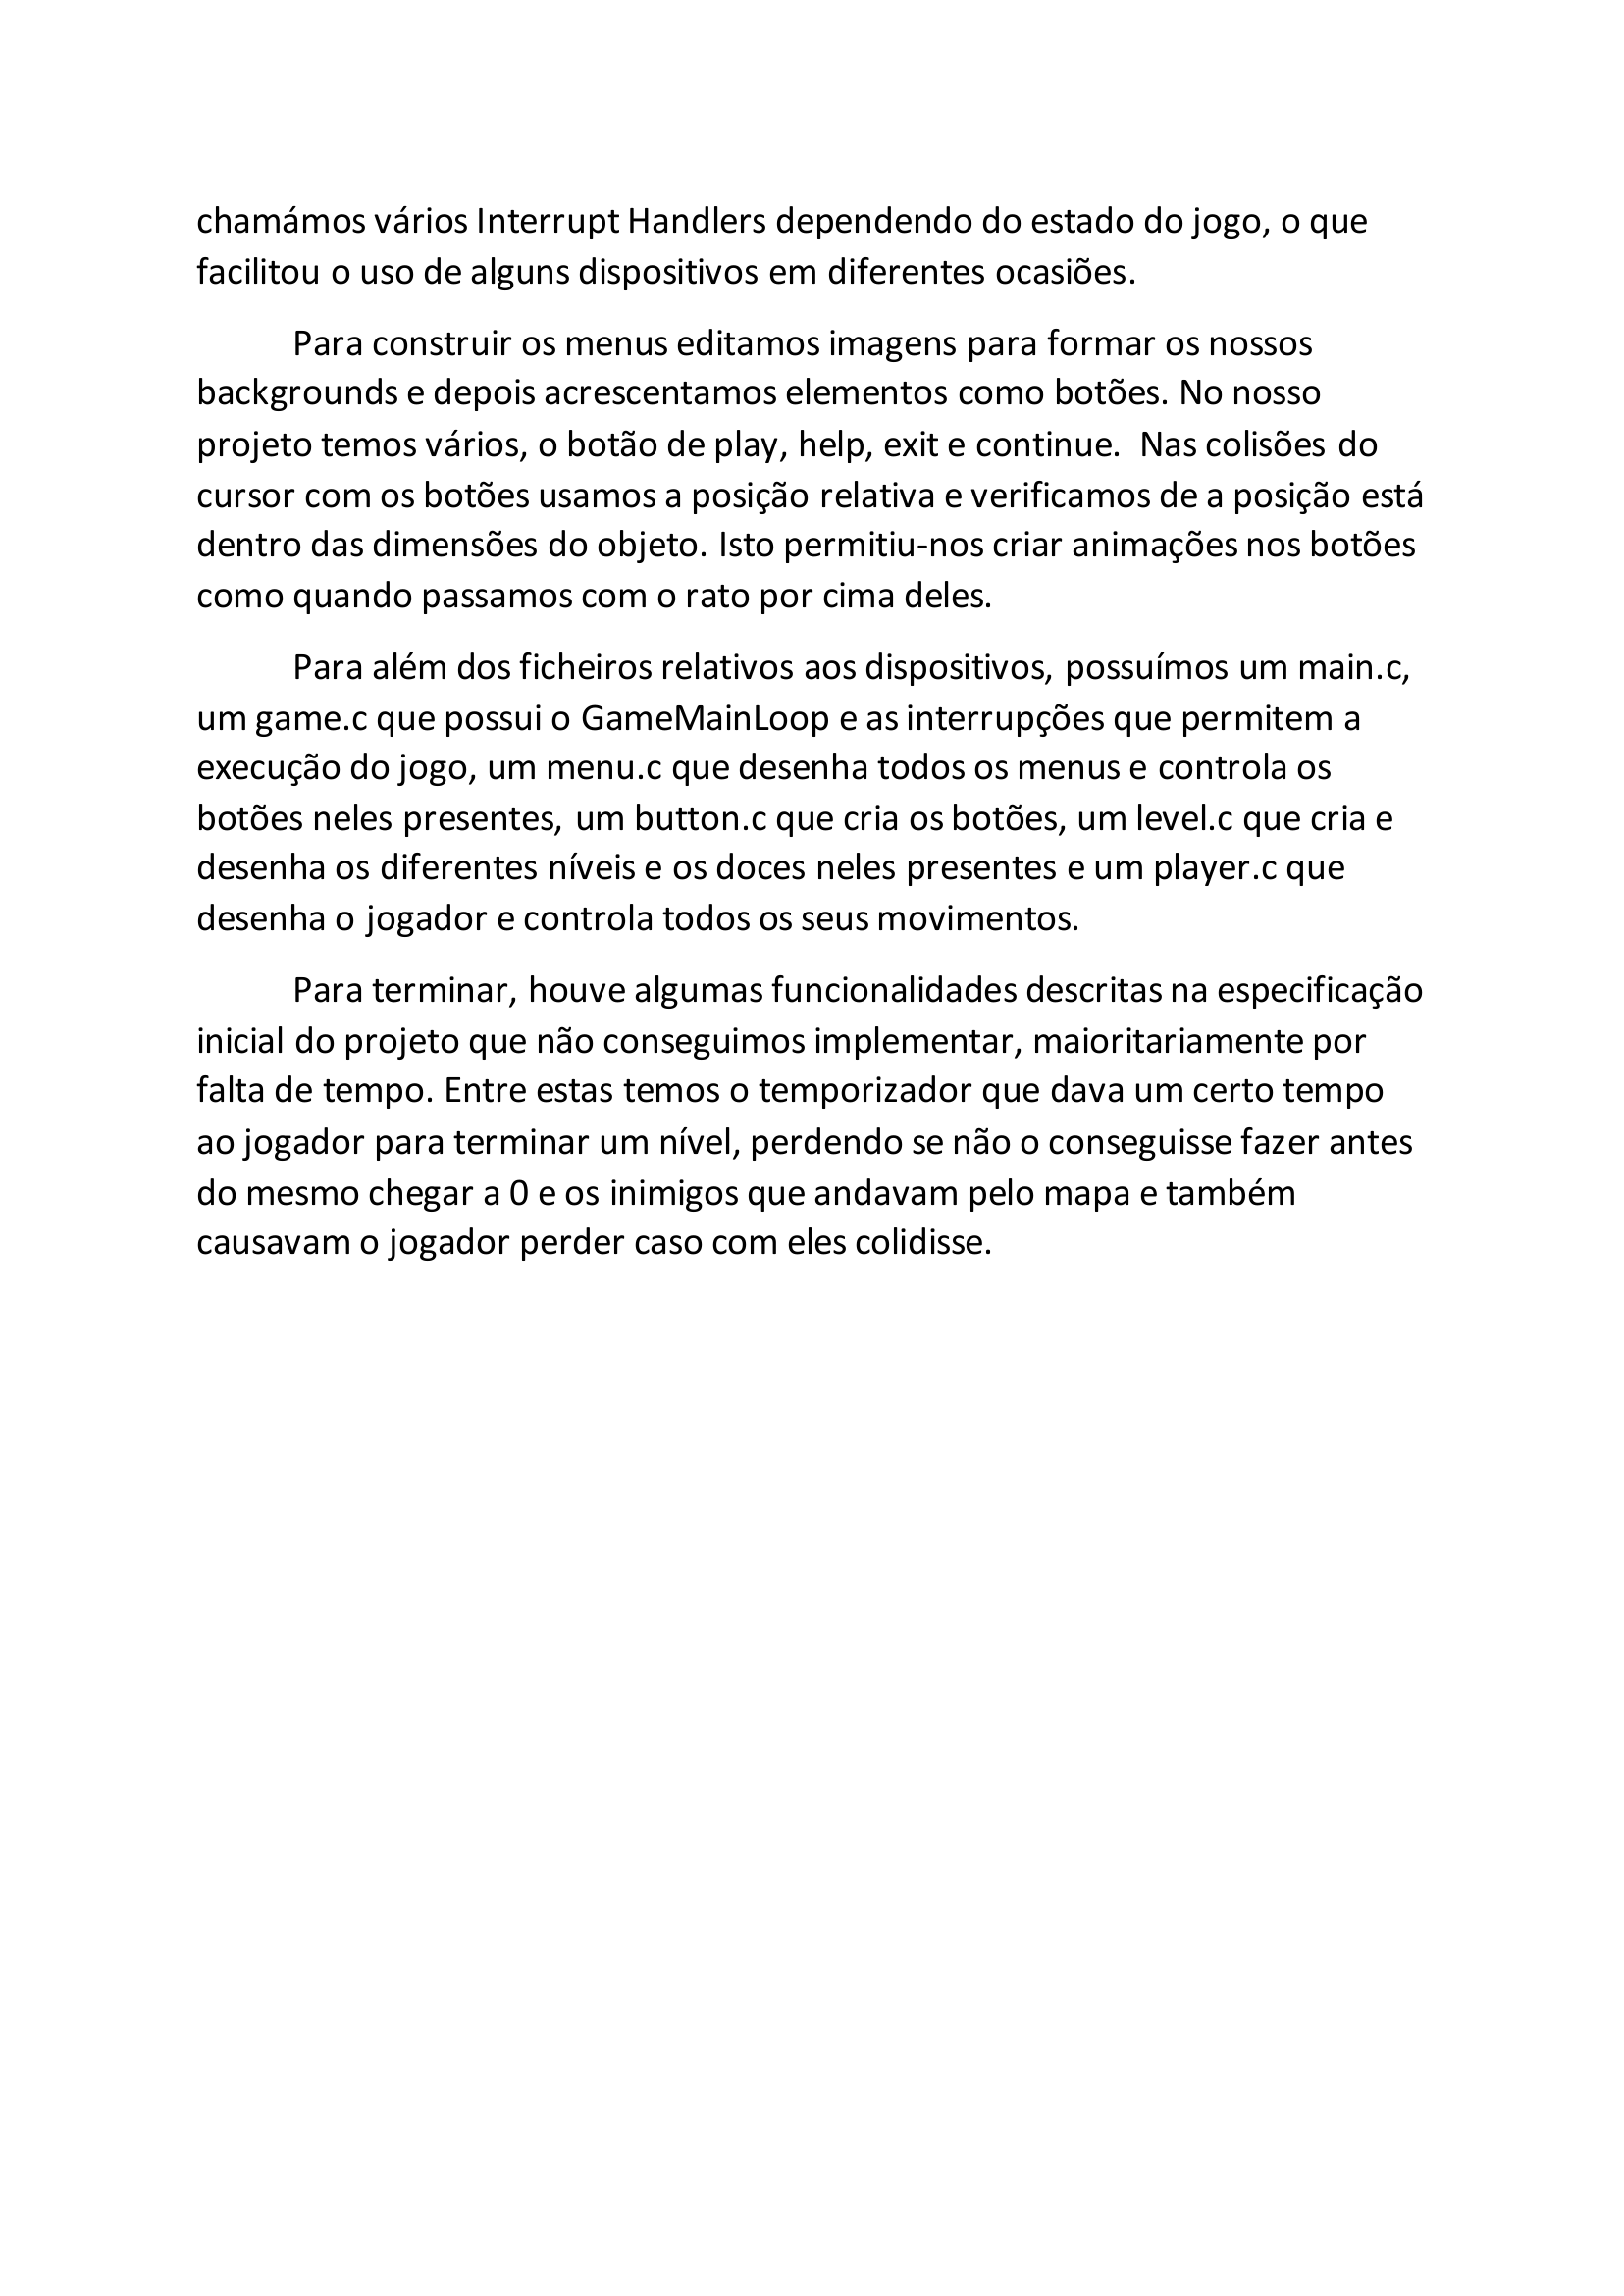 chamámos vários Interrupt Handlers dependendo do estado do jogo, o que
facilitou o uso de alguns dispositivos em diferentes ocasiões.
Para construir os menus editamos imagens para formar os nossos
backgrounds e depois acrescentamos elementos como botões. No nosso
projeto temos vários, o botão de play, help, exit e continue.  Nas colisões do
cursor com os botões usamos a posição relativa e verificamos de a posição está
dentro das dimensões do objeto. Isto permitiu-nos criar animações nos botões
como quando passamos com o rato por cima deles.
Para além dos ficheiros relativos aos dispositivos, possuímos um main.c,
um game.c que possui o GameMainLoop e as interrupções que permitem a
execução do jogo, um menu.c que desenha todos os menus e controla os
botões neles presentes, um button.c que cria os botões, um level.c que cria e
desenha os diferentes níveis e os doces neles presentes e um player.c que
desenha o jogador e controla todos os seus movimentos.
Para terminar, houve algumas funcionalidades descritas na especificação
inicial do projeto que não conseguimos implementar, maioritariamente por
falta de tempo. Entre estas temos o temporizador que dava um certo tempo
ao jogador para terminar um nível, perdendo se não o conseguisse fazer antes
do mesmo chegar a 0 e os inimigos que andavam pelo mapa e também
causavam o jogador perder caso com eles colidisse.